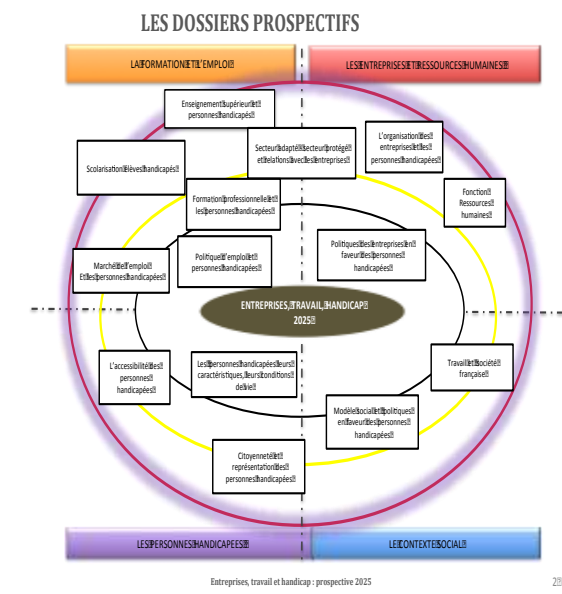 LES DOSSIERS PROSPECTIFS
LA FORMATION ET L'EMPLOI
LES ENTREPRISES ET RESSOURCES HUMAINES
Enseignement supérieur et
personnes handicapés
Secteur adapté, secteur protégé
et relations avec les entreprises
L'organisation des
entreprises et les
personnes handicapées
Scolarisation élèves handicapés
Formation professionnelle et
les personnes handicapées
Fonction
Ressources
humaines
Marché de l'emploi
Et les personnes handicapées
Politique d'emploi et
personnes handicapées
Politiques des entreprises en
faveur des personnes
handicapées
ENTREPRISES, TRAVAIL, HANDICAP
2025
L'accessibilité des
personnes
handicapées
Les personnes handicapées leurs
caractéristiques, leurs conditions
de vie
Travail et société
française
Modèle social et politiques
en faveur des personnes
handicapées
Citoyenneté et
représentation des
personnes handicapées
LES PERSONNES HANDICAPEES
LE CONTEXTE SOCIAL
Entreprises, travail et handicap : prospective 2025
2